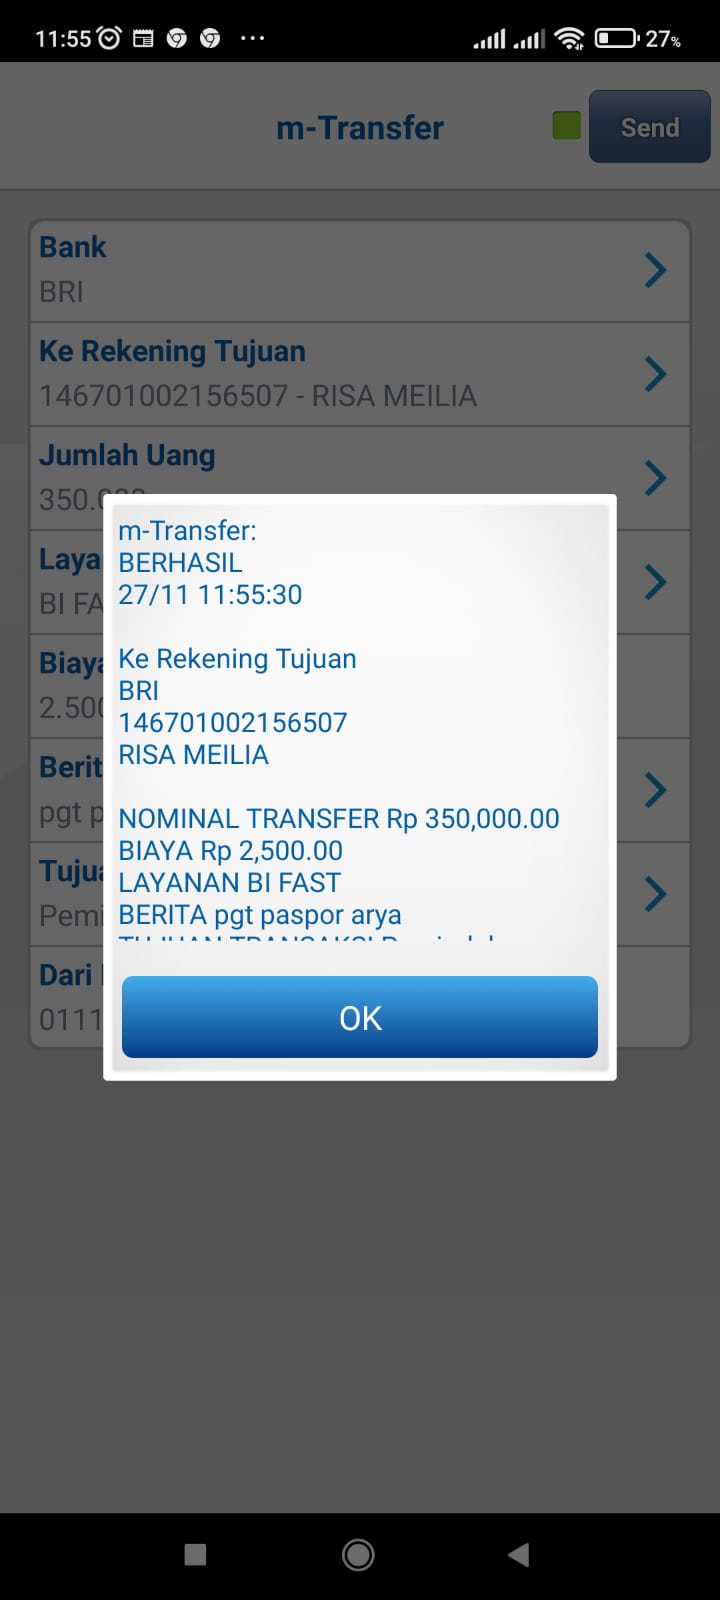 11:55
27%
m-Transfer
Send
Bank
BRI
Ke Rekening Tujuan
146701002156507 - RISA MEILIA
Jumlah Uang
350.
Laya
BI FA
Biaya
2.500
Berit
pgt p
Tujua
Pemi
Dari
0111
m-Transfer:
BERHASIL
27/11 11:55:30
Ke Rekening Tujuan
BRI
146701002156507
RISA MEILIA
NOMINAL TRANSFER Rp 350,000.00
BIAYA Rp 2,500.00
LAYANAN BI FAST
BERITA pgt paspor arya
TUJUAN TRANSAKSI
OK